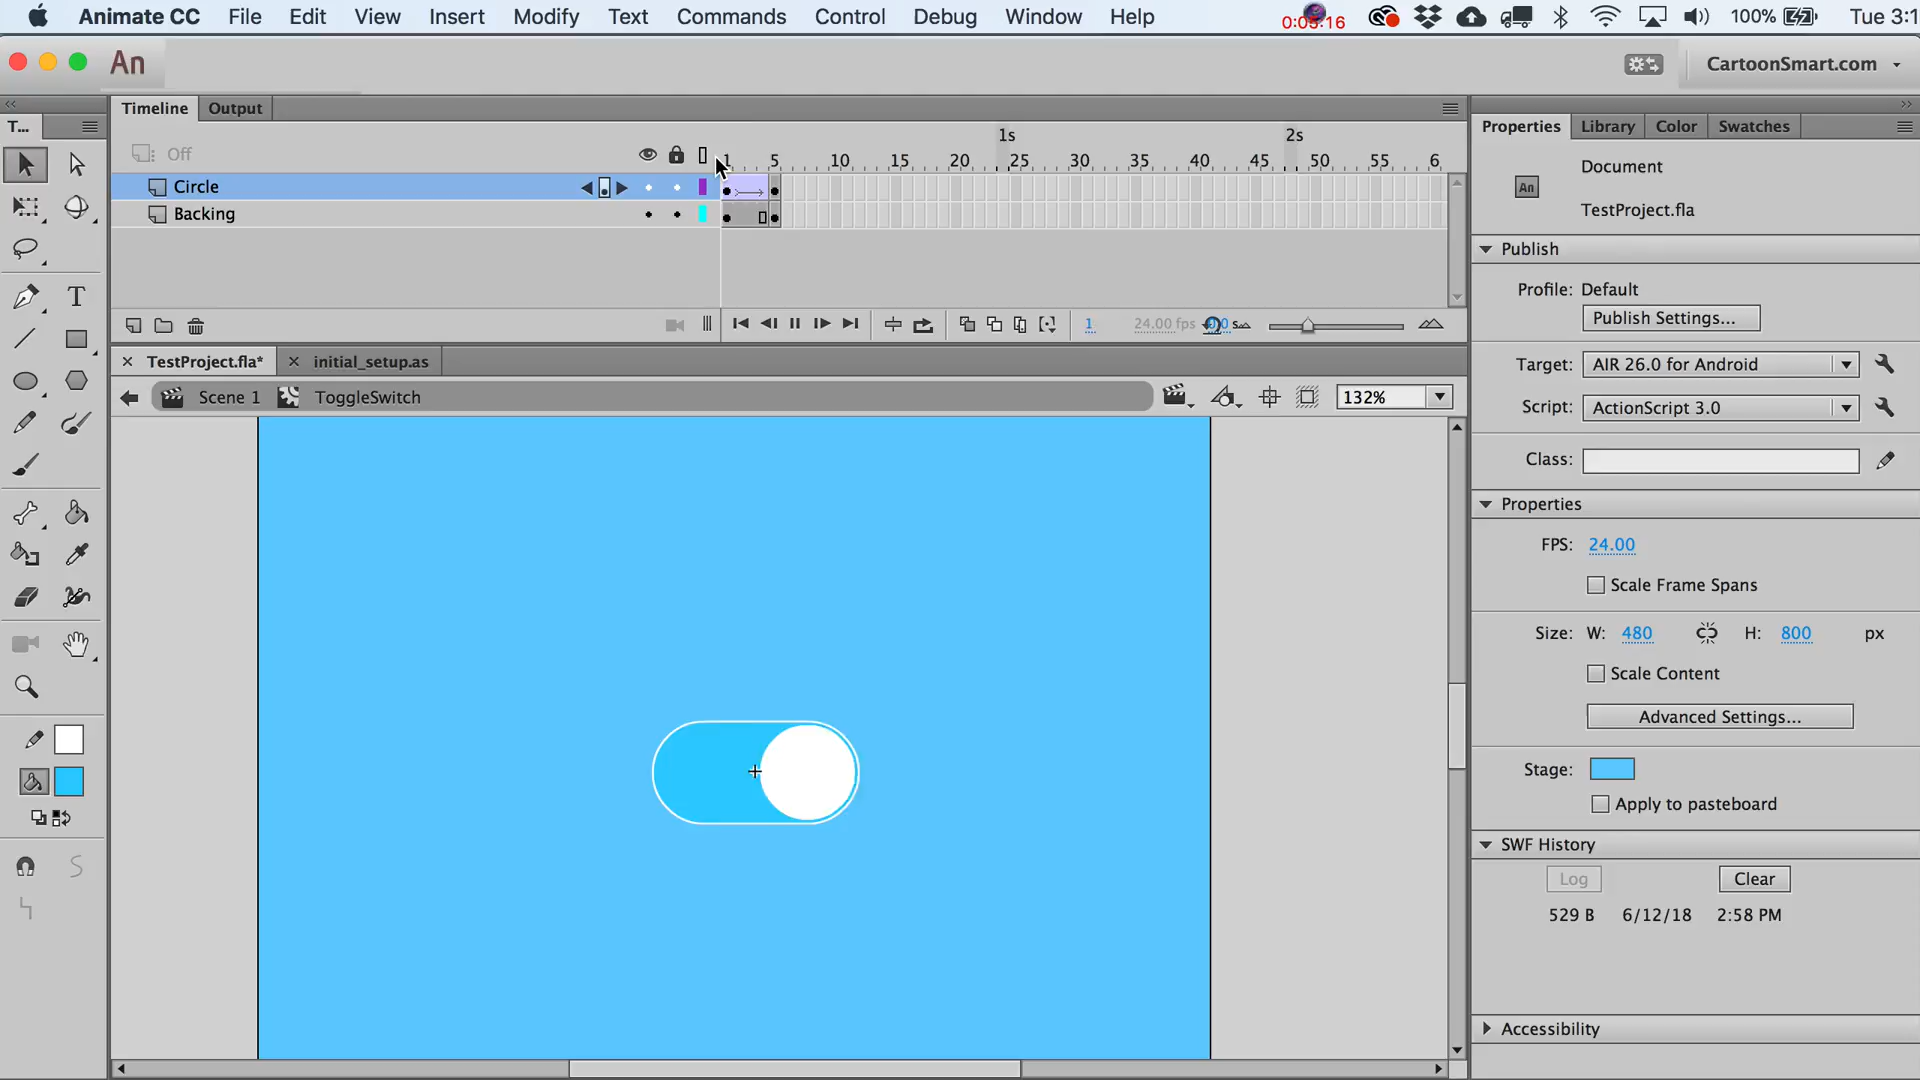 Animate CC File Edit View Insert Modify Text Commands Control Debug Window Help 0:05:16 100% Tue 3:1
An CartoonSmart.com
Timeline Output
T...
Properties Library Color Swatches
1s 2s
Off
1 5 10 15 20 25 30 35 40 45 50 55 6
Circle
Backing
Document
An
TestProject.fla
Publish
Profile: Default
Publish Settings...
1 24.00 fps 0.0 s
Target: AIR 26.0 for Android
TestProject.fla* initial_setup.as
Scene 1 ToggleSwitch 132%
Script: ActionScript 3.0
Class:
Properties
FPS: 24.00
Scale Frame Spans
Size: W: 480 H: 800 px
Scale Content
Advanced Settings...
Stage:
Apply to pasteboard
SWF History
Log Clear
529 B 6/12/18 2:58 PM
Accessibility